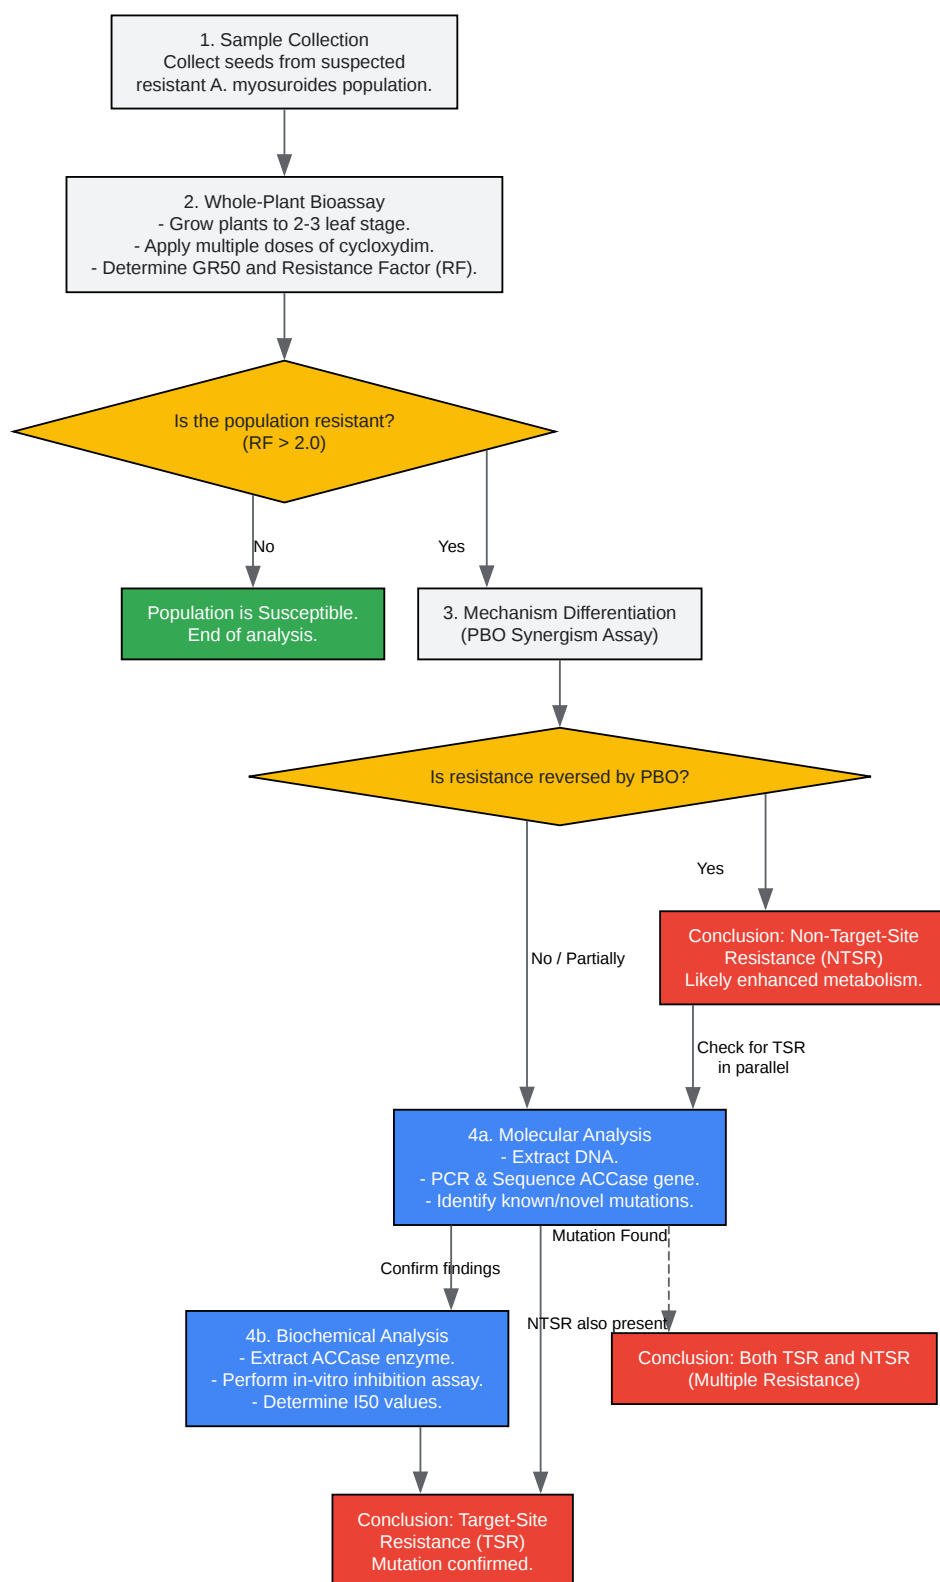 1. Sample Collection
Collect seeds from suspected
resistant A. myosuroides population.
2. Whole-Plant Bioassay
- Grow plants to 2-3 leaf stage.
- Apply multiple doses of cycloxydim.
- Determine GR50 and Resistance Factor (RF).
Is the population resistant?
(RF > 2.0)
No
Yes
Population is Susceptible.
End of analysis.
3. Mechanism Differentiation
(PBO Synergism Assay)
Is resistance reversed by PBO?
Yes
No / Partially
Conclusion: Non-Target-Site
Resistance (NTSR)
Likely enhanced metabolism.
Check for TSR
in parallel
4a. Molecular Analysis
- Extract DNA.
- PCR & Sequence ACCase gene.
- Identify known/novel mutations.
Mutation Found
Confirm findings
NTSR also present
4b. Biochemical Analysis
- Extract ACCase enzyme.
- Perform in-vitro inhibition assay.
- Determine I50 values.
Conclusion: Both TSR and NTSR
(Multiple Resistance)
Conclusion: Target-Site
Resistance (TSR)
Mutation confirmed.